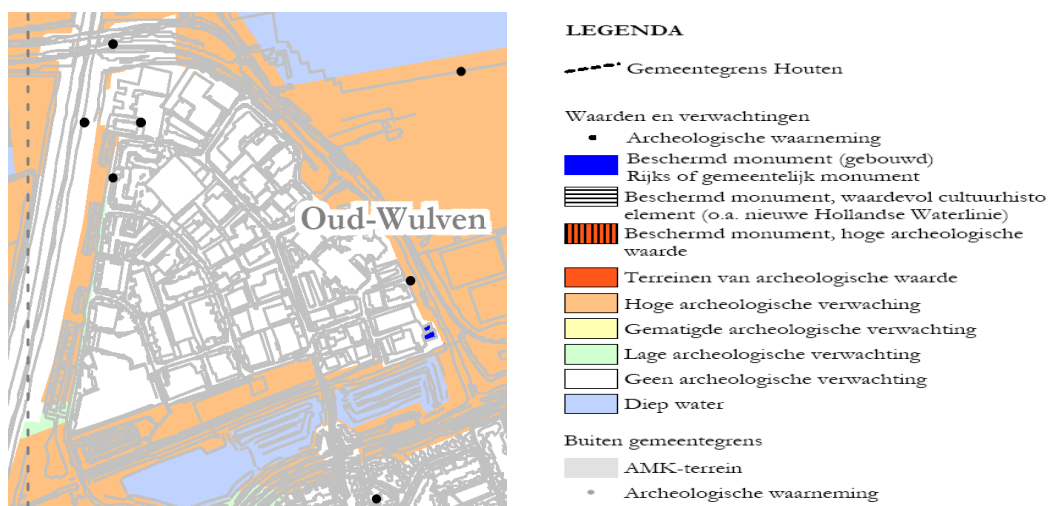 Oud-Wulven
LEGENDA
Gemeentegrens Houten
Waarden en verwachtingen
Archeologische waarneming
Beschermd monument (gebouwd)
Rijks of gemeentelijk monument
Beschermd monument, waardevol cultuurhisto
element (o.a. nieuwe Hollandse Waterlinie)
Beschermd monument, hoge archeologische
waarde
Terreinen van archeologische waarde
Hoge archeologische verwaching
Gematigde archeologische verwachting
Lage archeologische verwachting
Geen archeologische verwachting
Diep water
Buiten gemeentegrens
AMK-terrein
Archeologische waarneming